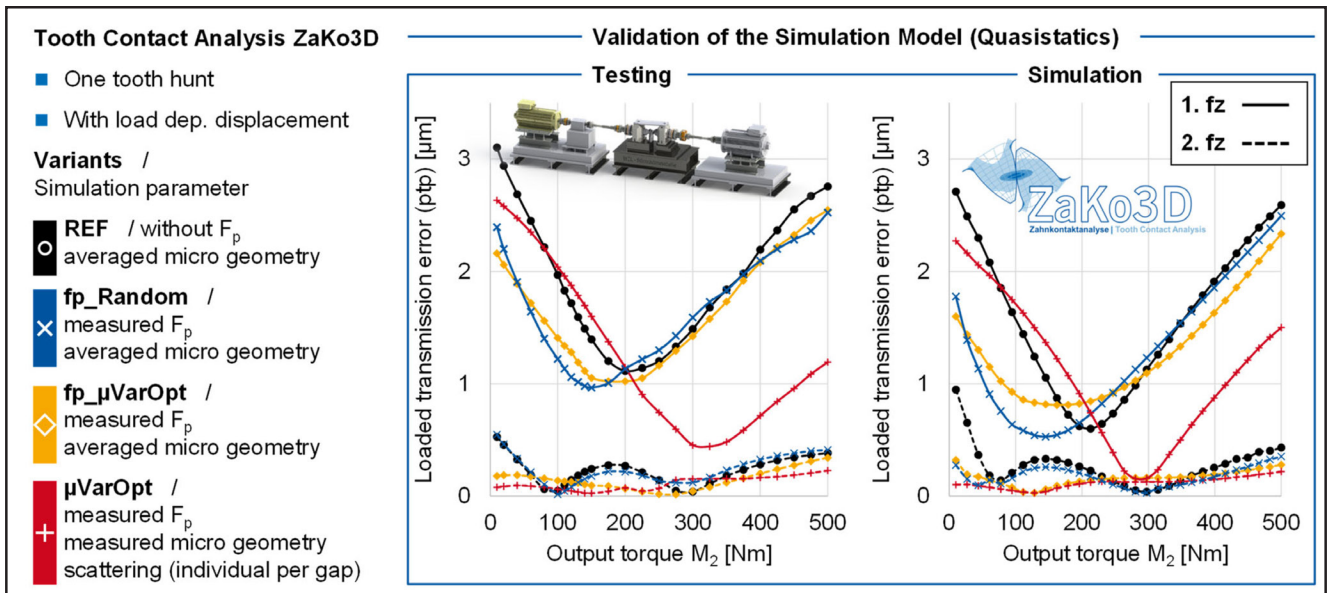 Tooth Contact Analysis ZaKo3D
One tooth hunt
With load dep. displacement
Variants /
Simulation parameter
REF / without Fp
averaged micro geometry
fp_Random /
measured Fp
averaged micro geometry
fp_µVarOpt /
measured Fp
averaged micro geometry
µVarOpt /
measured Fp
measured micro geometry
scattering (individual per gap)
Validation of the Simulation Model (Quasistatics)
Testing
Loaded transmission error (ptp) [µm]
3
2
1
0
0 100 200 300 400 500
Output torque M2 [Nm]
Simulation
1. fz
2. fz
ZaKo3D
Zahnkontaktanalyse | Tooth Contact Analysis
Loaded transmission error (ptp) [µm]
3
2
1
0
0 100 200 300 400 500
Output torque M2 [Nm]